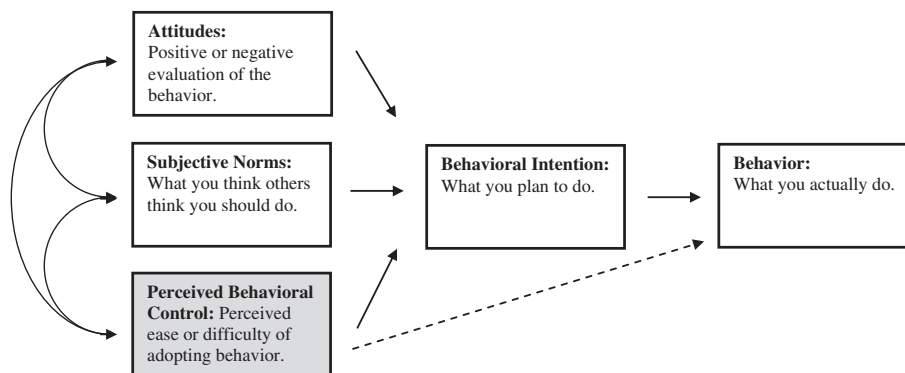 Attitudes:
Positive or negative
evaluation of the
behavior.
Subjective Norms:
What you think others
think you should do.
Perceived Behavioral
Control: Perceived
ease or difficulty of
adopting behavior.
Behavioral Intention:
What you plan to do.
Behavior:
What you actually do.